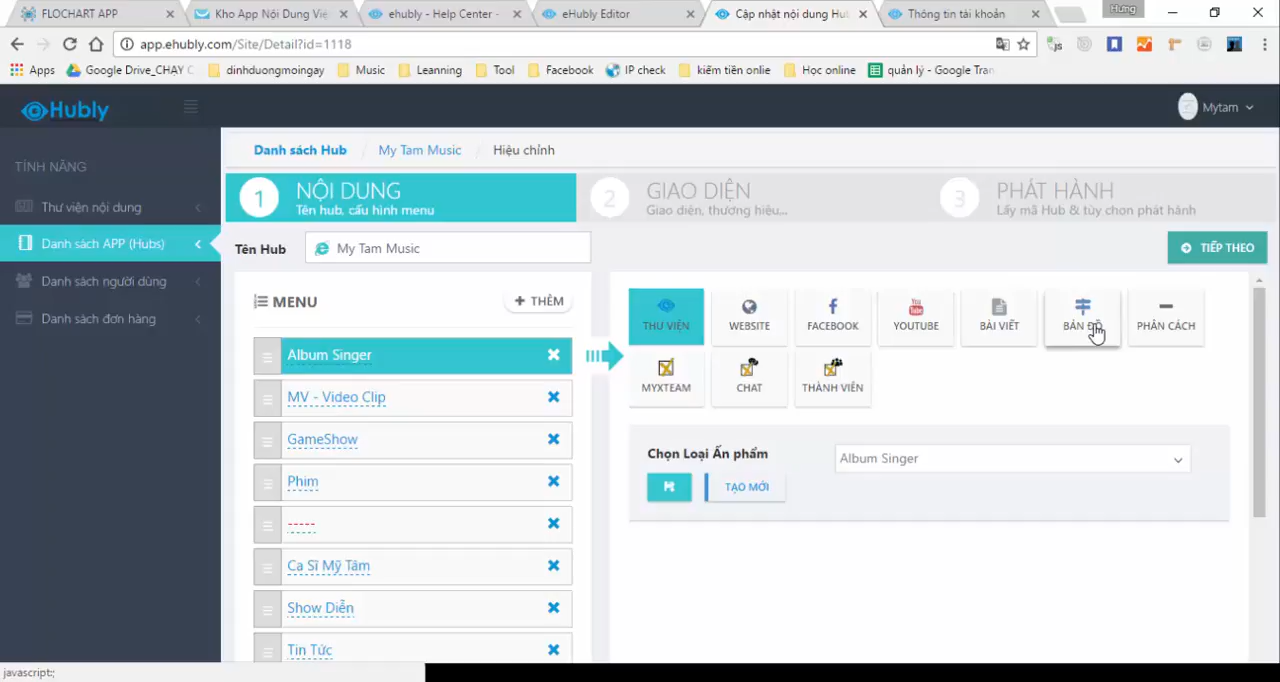 FLOCHART APP
Kho App Nội Dung Việ
ehubly - Help Center -
eHubly Editor
Cập nhật nội dung Hu
Thông tin tài khoản
Hưng
app.ehubly.com/Site/Detail?id=1118
Apps
Google Drive_CHAY C
dinhduongmoingay
Music
Leanning
Tool
Facebook
IP check
kiếm tiền onlie
Học online
quản lý - Google Tran
Hubly
Mytam
TÍNH NĂNG
Thư viện nội dung
Danh sách APP (Hubs)
Danh sách người dùng
Danh sách đơn hàng
Danh sách Hub / My Tam Music / Hiệu chỉnh
1 NỘI DUNG
Tên hub, cấu hình menu
2 GIAO DIỆN
Giao diện, thương hiệu...
3 PHÁT HÀNH
Lấy mã Hub & tùy chọn phát hành
Tên Hub
My Tam Music
TIẾP THEO
MENU
+ THÊM
Album Singer
MV - Video Clip
GameShow
Phim
-----
Ca Sĩ Mỹ Tâm
Show Diễn
Tin Tức
THƯ VIỆN
WEBSITE
FACEBOOK
You Tube
YOUTUBE
BÀI VIẾT
BẢN ĐỒ
PHÂN CÁCH
MYXTEAM
CHAT
THÀNH VIÊN
Chọn Loại Ấn phẩm
Album Singer
TẠO MỚI
javascript:;